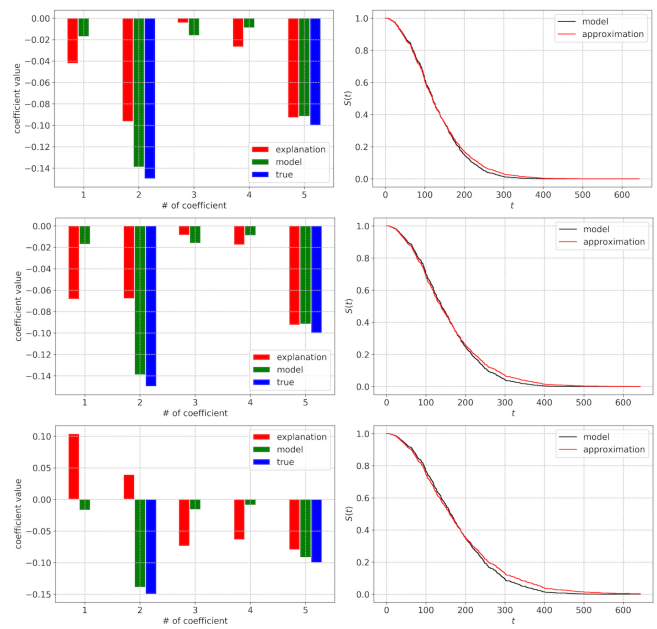 0.00
−0.02
−0.04
−0.06
−0.08
−0.10
−0.12
−0.14
coefficient value
explanation
model
true
1 2 3 4 5
# of coefficient
1.0
0.8
0.6
0.4
0.2
0.0
S(t)
model
approximation
0 100 200 300 400 500 600
t
0.00
−0.02
−0.04
−0.06
−0.08
−0.10
−0.12
−0.14
coefficient value
explanation
model
true
1 2 3 4 5
# of coefficient
1.0
0.8
0.6
0.4
0.2
0.0
S(t)
model
approximation
0 100 200 300 400 500 600
t
0.10
0.05
0.00
−0.05
−0.10
−0.15
coefficient value
explanation
model
true
1 2 3 4 5
# of coefficient
1.0
0.8
0.6
0.4
0.2
0.0
S(t)
model
approximation
0 100 200 300 400 500 600
t